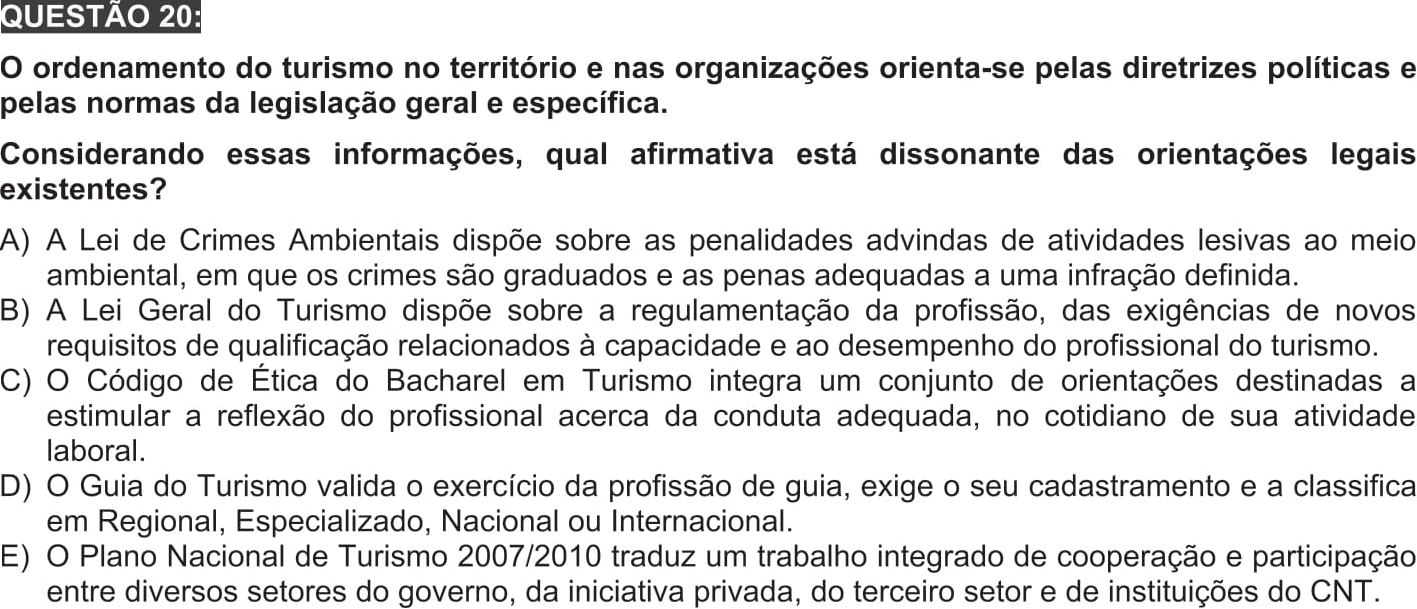 QUESTÃO 20:
O ordenamento do turismo no território e nas organizações orienta-se pelas diretrizes políticas e
pelas normas da legislação geral e específica.
Considerando essas informações, qual afirmativa está dissonante das orientações legais
existentes?
A) A Lei de Crimes Ambientais dispõe sobre as penalidades advindas de atividades lesivas ao meio
ambiental, em que os crimes são graduados e as penas adequadas a uma infração definida.
B) A Lei Geral do Turismo dispõe sobre a regulamentação da profissão, das exigências de novos
requisitos de qualificação relacionados à capacidade e ao desempenho do profissional do turismo.
C) O Código de Ética do Bacharel em Turismo integra um conjunto de orientações destinadas a
estimular a reflexão do profissional acerca da conduta adequada, no cotidiano de sua atividade
laboral.
D) O Guia do Turismo valida o exercício da profissão de guia, exige o seu cadastramento e a classifica
em Regional, Especializado, Nacional ou Internacional.
E) O Plano Nacional de Turismo 2007/2010 traduz um trabalho integrado de cooperação e participação
entre diversos setores do governo, da iniciativa privada, do terceiro setor e de instituições do CNT.